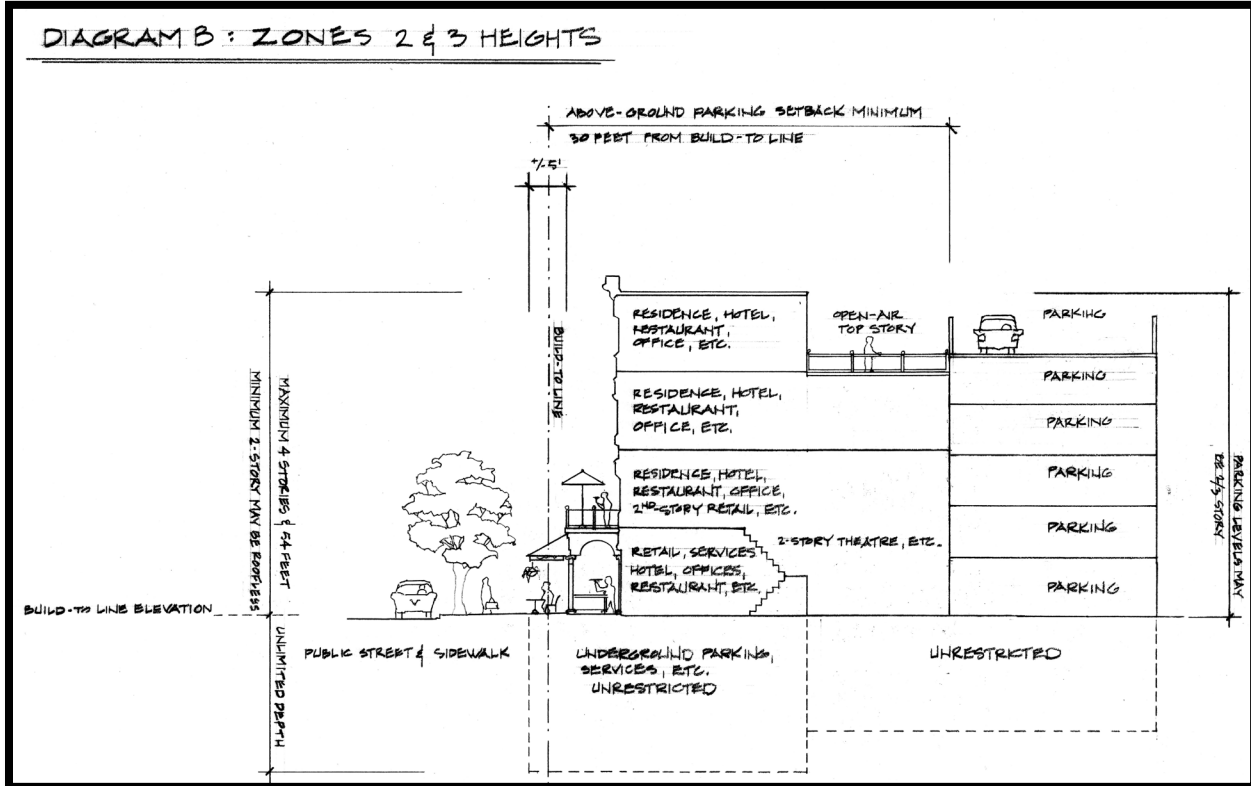 DIAGRAM B : ZONES 2 & 3 HEIGHTS
ABOVE-GROUND PARKING SETBACK MINIMUM
30 FEET FROM BUILD-TO LINE
+/-5'
BUILD-TO LINE
RESIDENCE, HOTEL,
RESTAURANT,
OFFICE, ETC.
OPEN-AIR
TOP STORY
PARKING
PARKING
RESIDENCE, HOTEL,
RESTAURANT,
OFFICE, ETC.
PARKING
MAXIMUM 4 STORIES & 54 FEET
MINIMUM 2-STORY MAY BE ROOFLESS
RESIDENCE, HOTEL,
RESTAURANT, OFFICE,
2ND-STORY RETAIL, ETC.
PARKING
PARKING LEVELS MAY
BE 2/3 STORY
PARKING
2-STORY THEATRE, ETC.
RETAIL, SERVICES
HOTEL, OFFICES,
RESTAURANT, ETC.
PARKING
BUILD-TO LINE ELEVATION
UNLIMITED DEPTH
PUBLIC STREET & SIDEWALK
UNDERGROUND PARKING,
SERVICES, ETC.
UNRESTRICTED
UNRESTRICTED